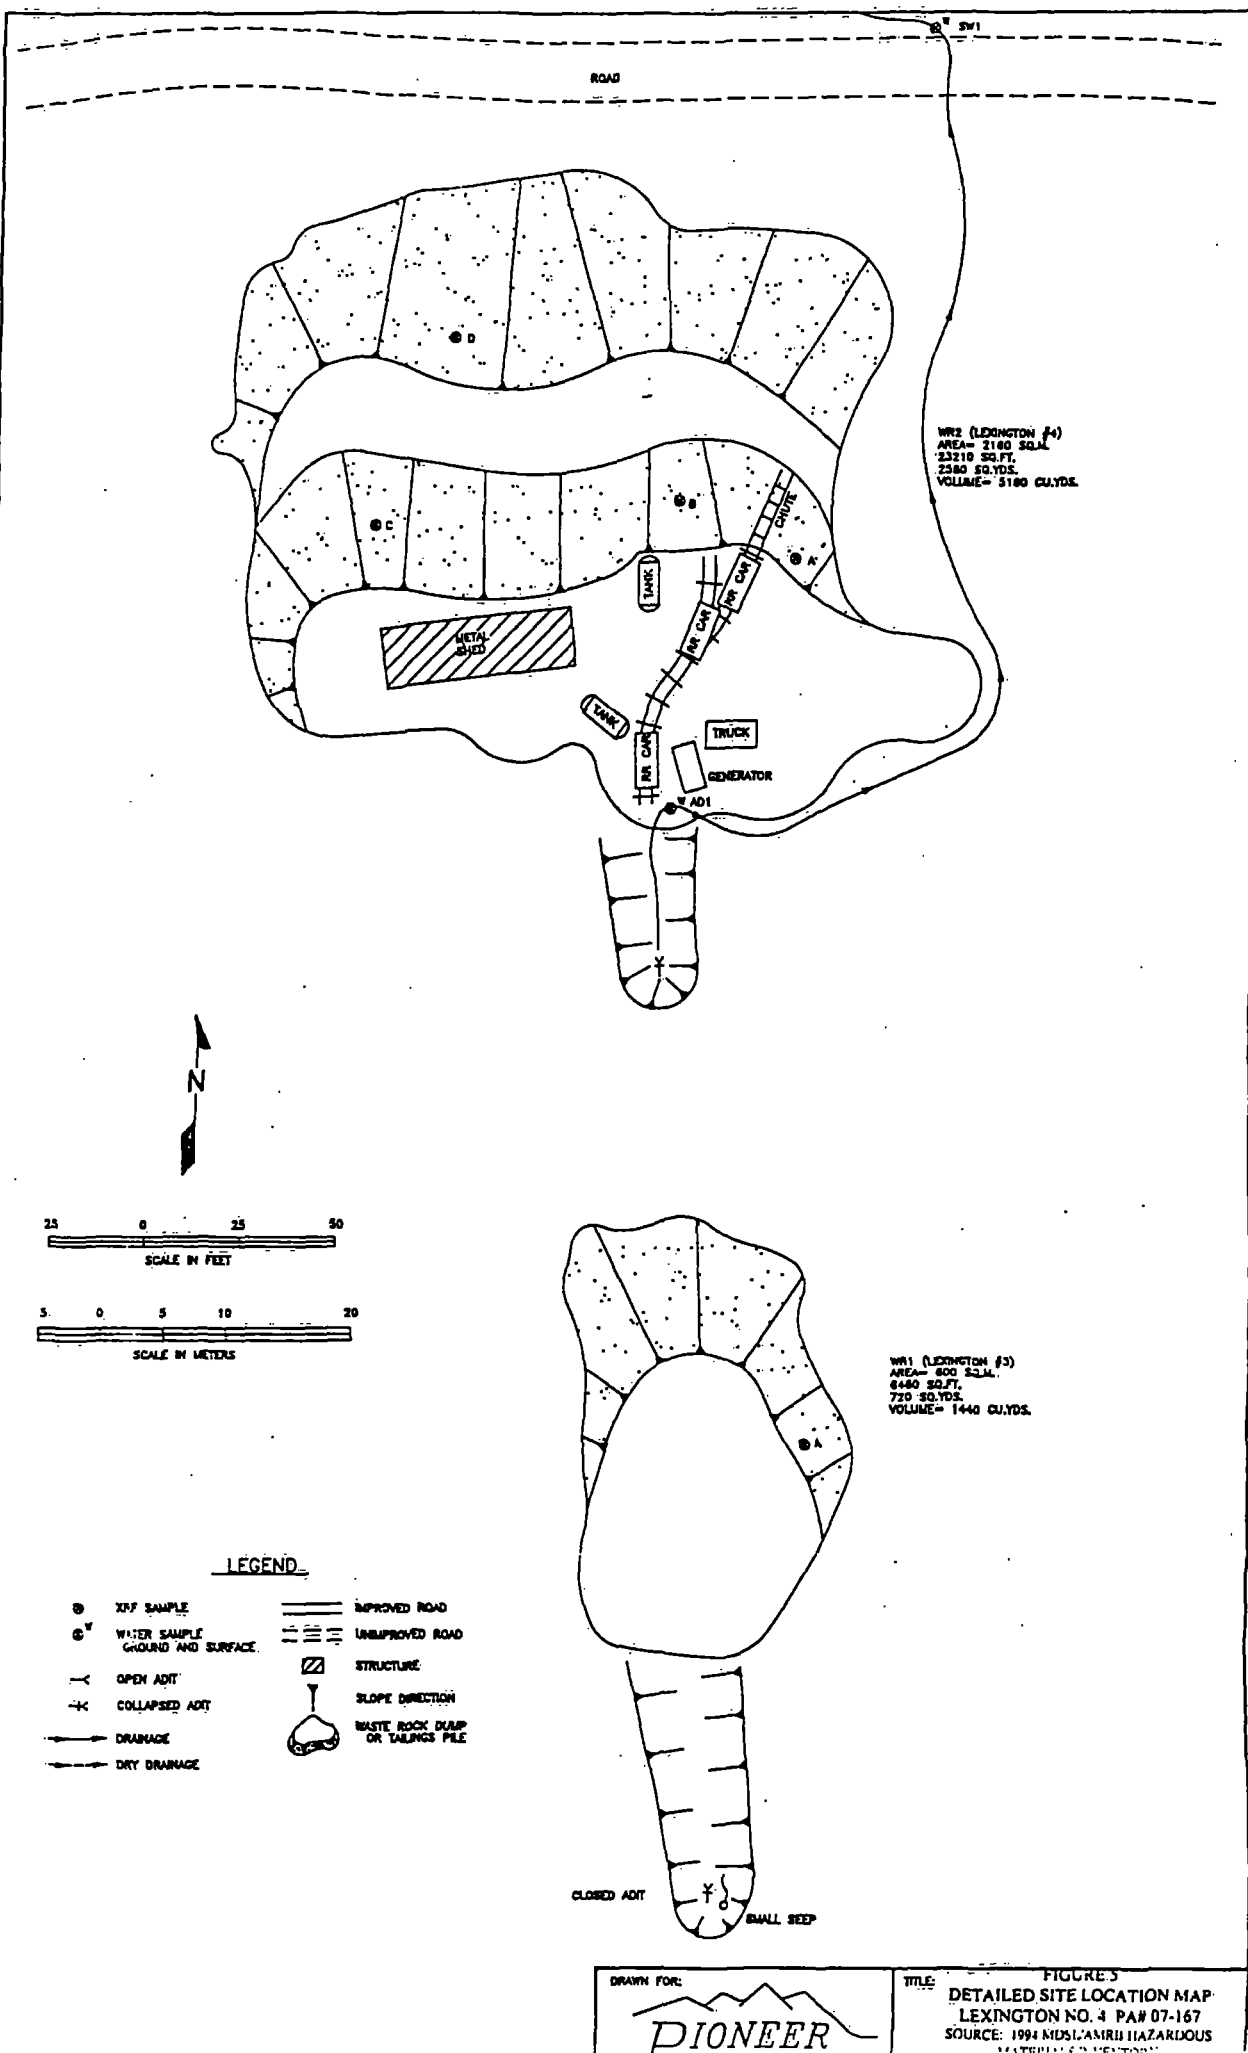 W SW1
ROAD
D
WR2 (LEXINGTON #4)
AREA= 2160 SQ.M.
23210 SQ.FT.
2580 SQ.YDS.
VOLUME= 5180 CU.YDS.
CHUTE
B
C
A
TANK
RR CAR
RR CAR
METAL
SHED
TANK
TRUCK
RR CAR
GENERATOR
W AD1
N
25 0 25 50
SCALE IN FEET
5 0 5 10 20
SCALE IN METERS
WR1 (LEXINGTON #3)
AREA= 600 SQ.M.
6460 SQ.FT.
720 SQ.YDS.
VOLUME= 1440 CU.YDS.
A
LEGEND
XRF SAMPLE
W WATER SAMPLE
GROUND AND SURFACE
OPEN ADIT
COLLAPSED ADIT
DRAINAGE
DRY DRAINAGE
IMPROVED ROAD
UNIMPROVED ROAD
STRUCTURE
SLOPE DIRECTION
WASTE ROCK DUMP
OR TAILINGS PILE
CLOSED ADIT
SMALL SEEP
DRAWN FOR:
PIONEER
TITLE:
FIGURE 5
DETAILED SITE LOCATION MAP
LEXINGTON NO. 4 PA# 07-167
SOURCE: 1994 MDSL/AMRB HAZARDOUS